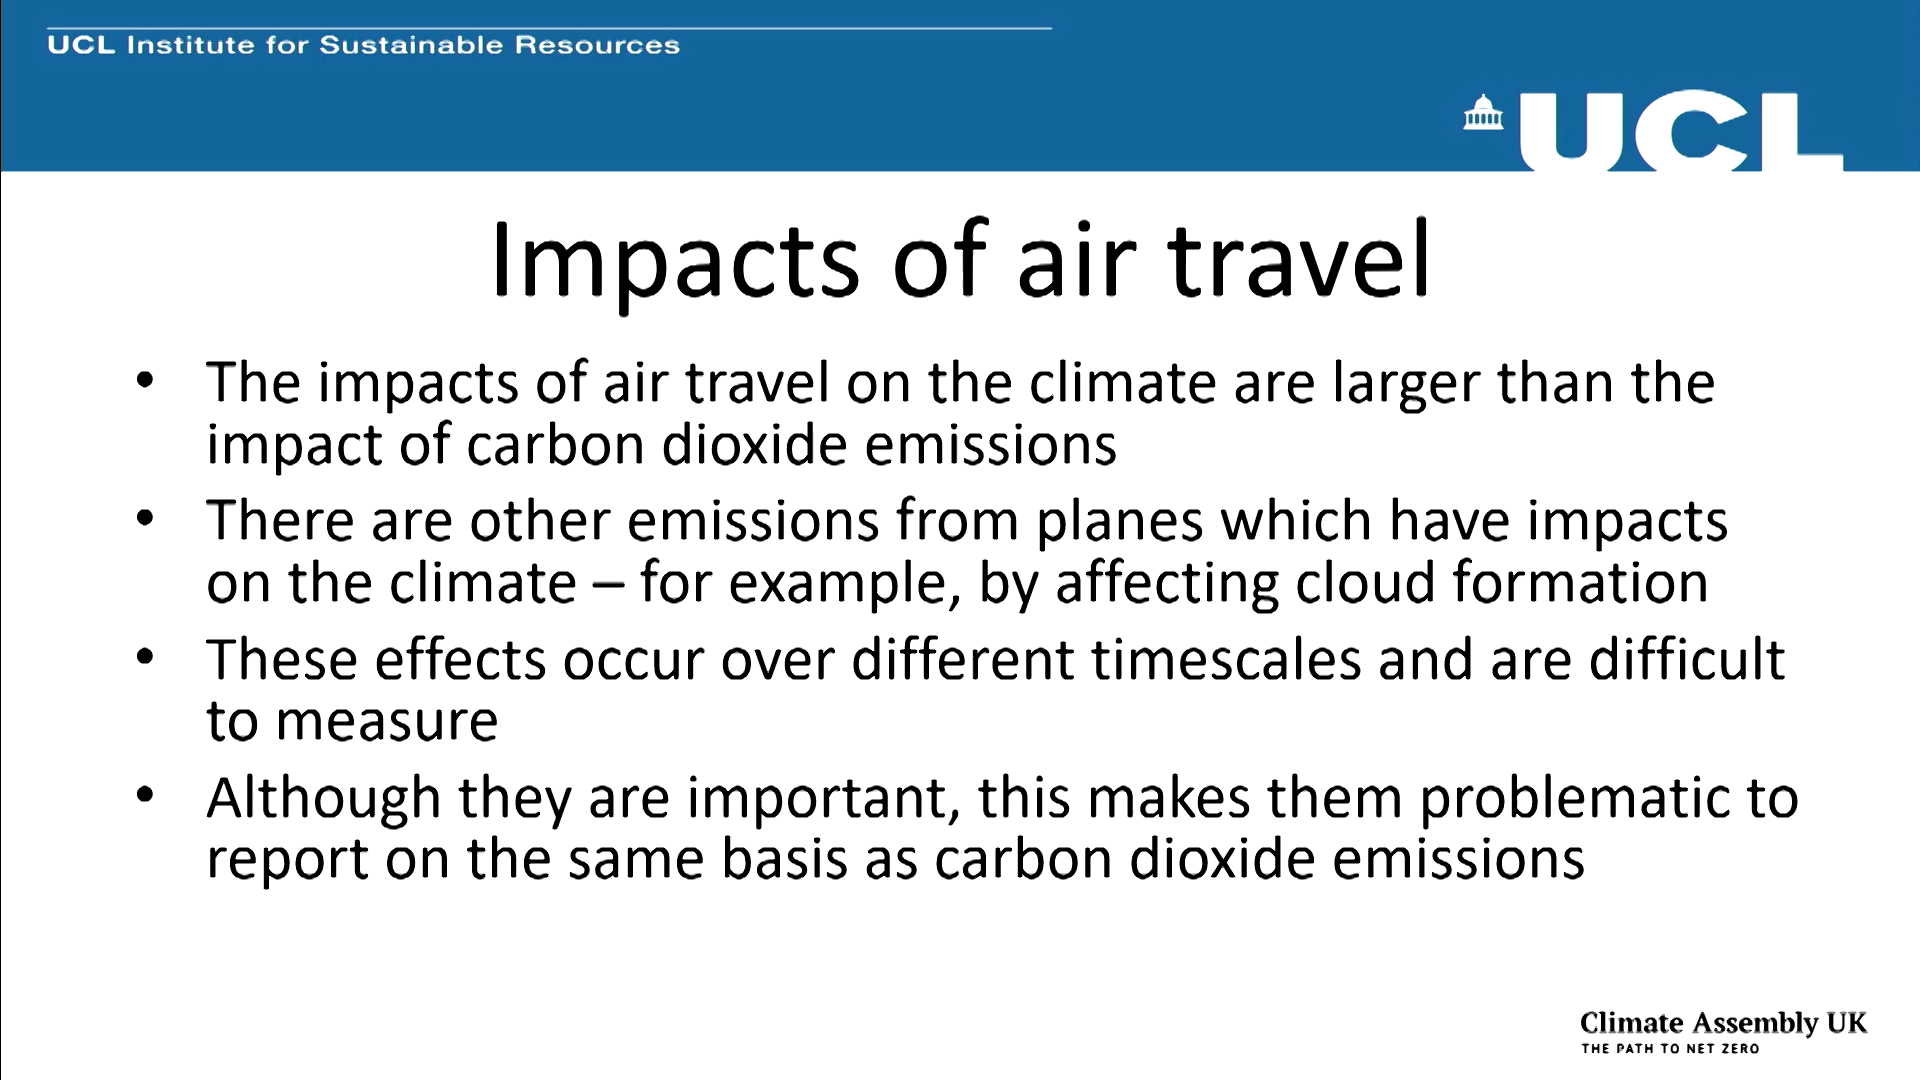 UCL Institute for Sustainable Resources
UCL
Impacts of air travel
• The impacts of air travel on the climate are larger than the
impact of carbon dioxide emissions
• There are other emissions from planes which have impacts
on the climate – for example, by affecting cloud formation
• These effects occur over different timescales and are difficult
to measure
• Although they are important, this makes them problematic to
report on the same basis as carbon dioxide emissions
Climate Assembly UK
THE PATH TO NET ZERO